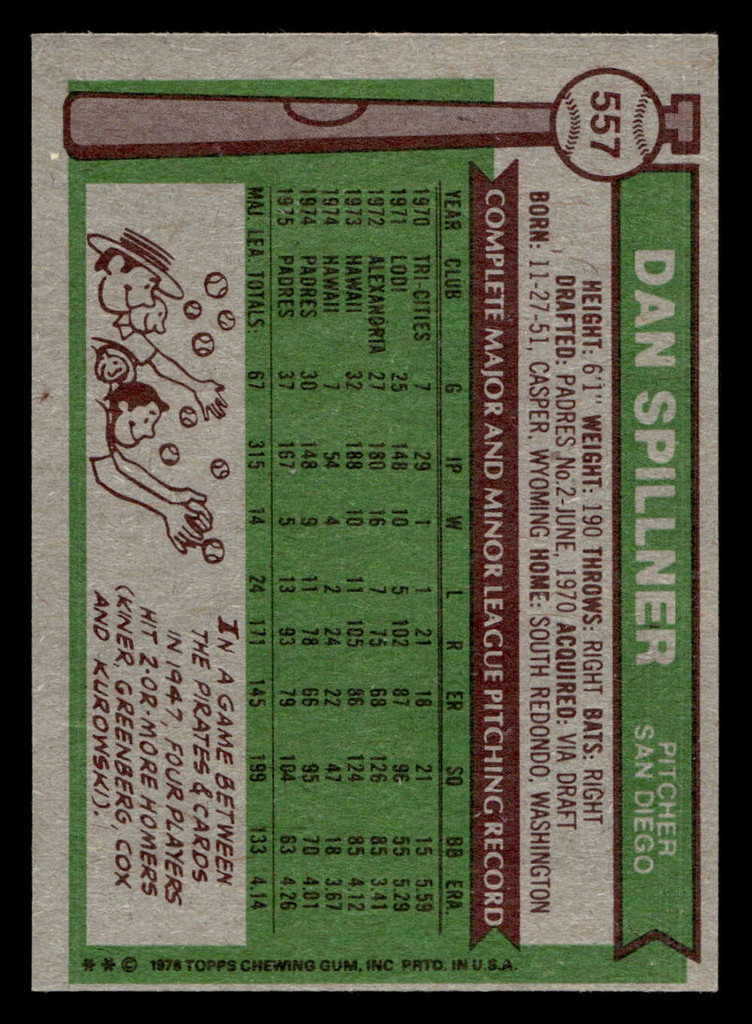 557
DAN SPILLNER
PITCHER
SAN DIEGO
HEIGHT: 6'1" WEIGHT: 190 THROWS: RIGHT BATS: RIGHT
DRAFTED: PADRES No.2-JUNE, 1970 ACQUIRED: VIA DRAFT
BORN: 11-27-51, CASPER, WYOMING HOME: SOUTH REDONDO, WASHINGTON
COMPLETE MAJOR AND MINOR LEAGUE PITCHING RECORD
YEAR CLUB G IP W L R ER SO BB ERA
1970 TRI-CITIES 7 29 1 1 21 18 21 15 5.59
1971 LODI 25 148 10 5 102 87 96 55 5.29
1972 ALEXANDRIA 27 180 16 7 75 68 126 85 3.41
1973 HAWAII 32 188 10 11 105 86 124 85 4.12
1974 HAWAII 7 54 4 2 24 22 47 18 3.67
1974 PADRES 30 148 9 11 78 66 95 70 4.01
1975 PADRES 37 167 5 13 93 79 104 63 4.26
MAJ. LEA. TOTALS: 67 315 14 24 171 145 199 133 4.14
IN A GAME BETWEEN
THE PIRATES & CARDS
IN 1947, FOUR PLAYERS
HIT 2-OR-MORE HOMERS
(KINER, GREENBERG, COX
AND KUROWSKI).
** © 1976 TOPPS CHEWING GUM, INC PRTD. IN U.S.A.